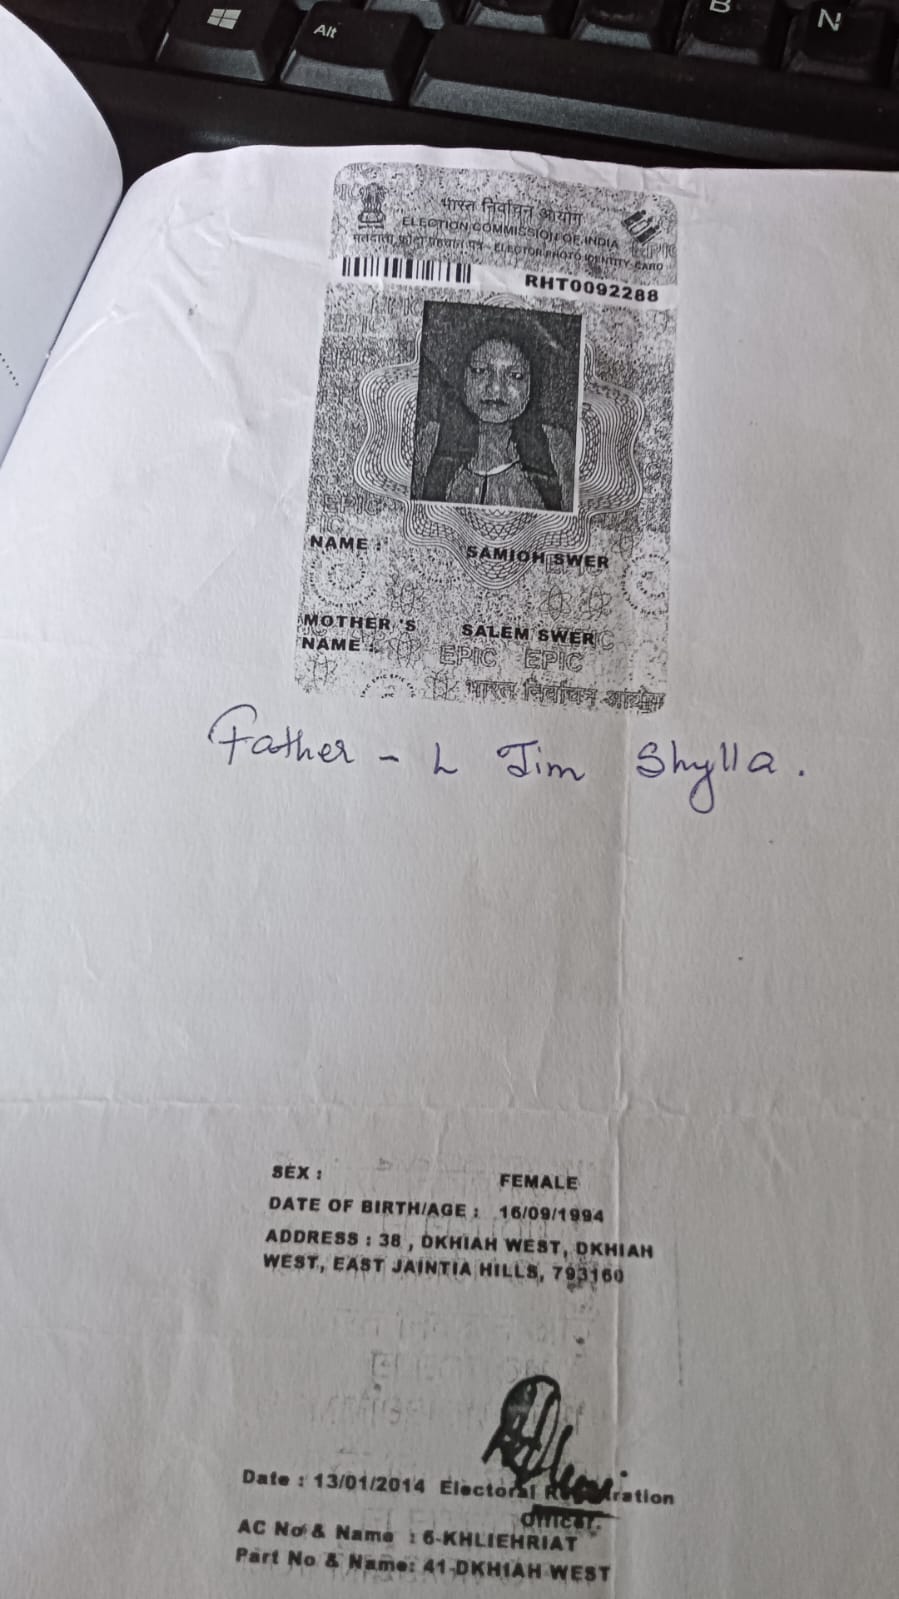 Alt
B
N
भारत निर्वाचन आयोग
ELECTION COMMISSION OF INDIA
मतदाता फोटो पहचान पत्र - ELECTOR PHOTO IDENTITY CARD
RHT0092288
NAME : SAMIOH SWER
MOTHER 'S SALEM SWER
NAME :
EPIC EPIC
भारत निर्वाचन आयोग
Father - L Jim Shylla.
SEX : FEMALE
DATE OF BIRTH/AGE : 16/09/1994
ADDRESS : 38 , DKHIAH WEST, DKHIAH
WEST, EAST JAINTIA HILLS, 793160
Date : 13/01/2014 Electoral Registration
Officer.
AC No & Name : 6-KHLIEHRIAT
Part No & Name: 41-DKHIAH WEST